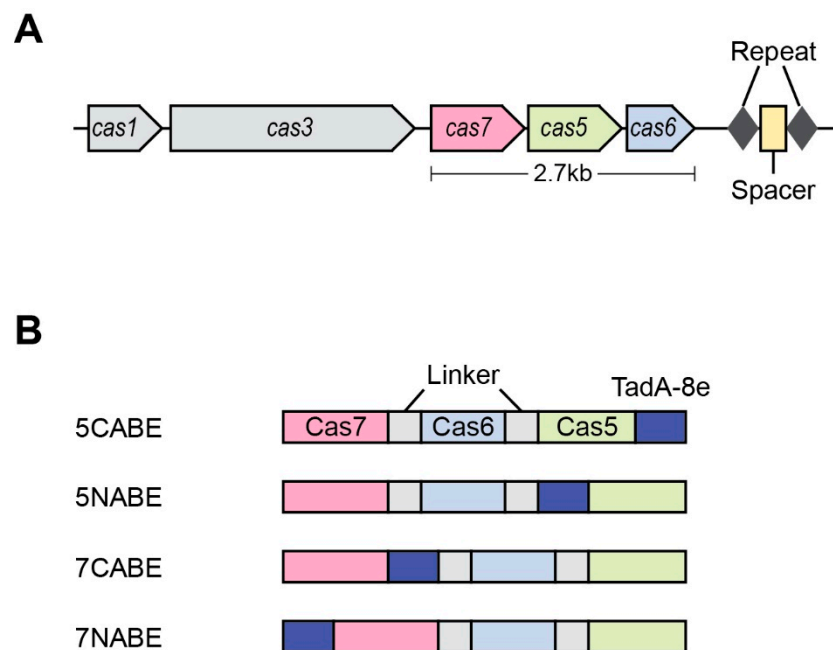 A
Repeat
cas1 cas3 cas7 cas5 cas6
2.7kb
Spacer
B
Linker
TadA-8e
5CABE Cas7 Cas6 Cas5
5NABE
7CABE
7NABE